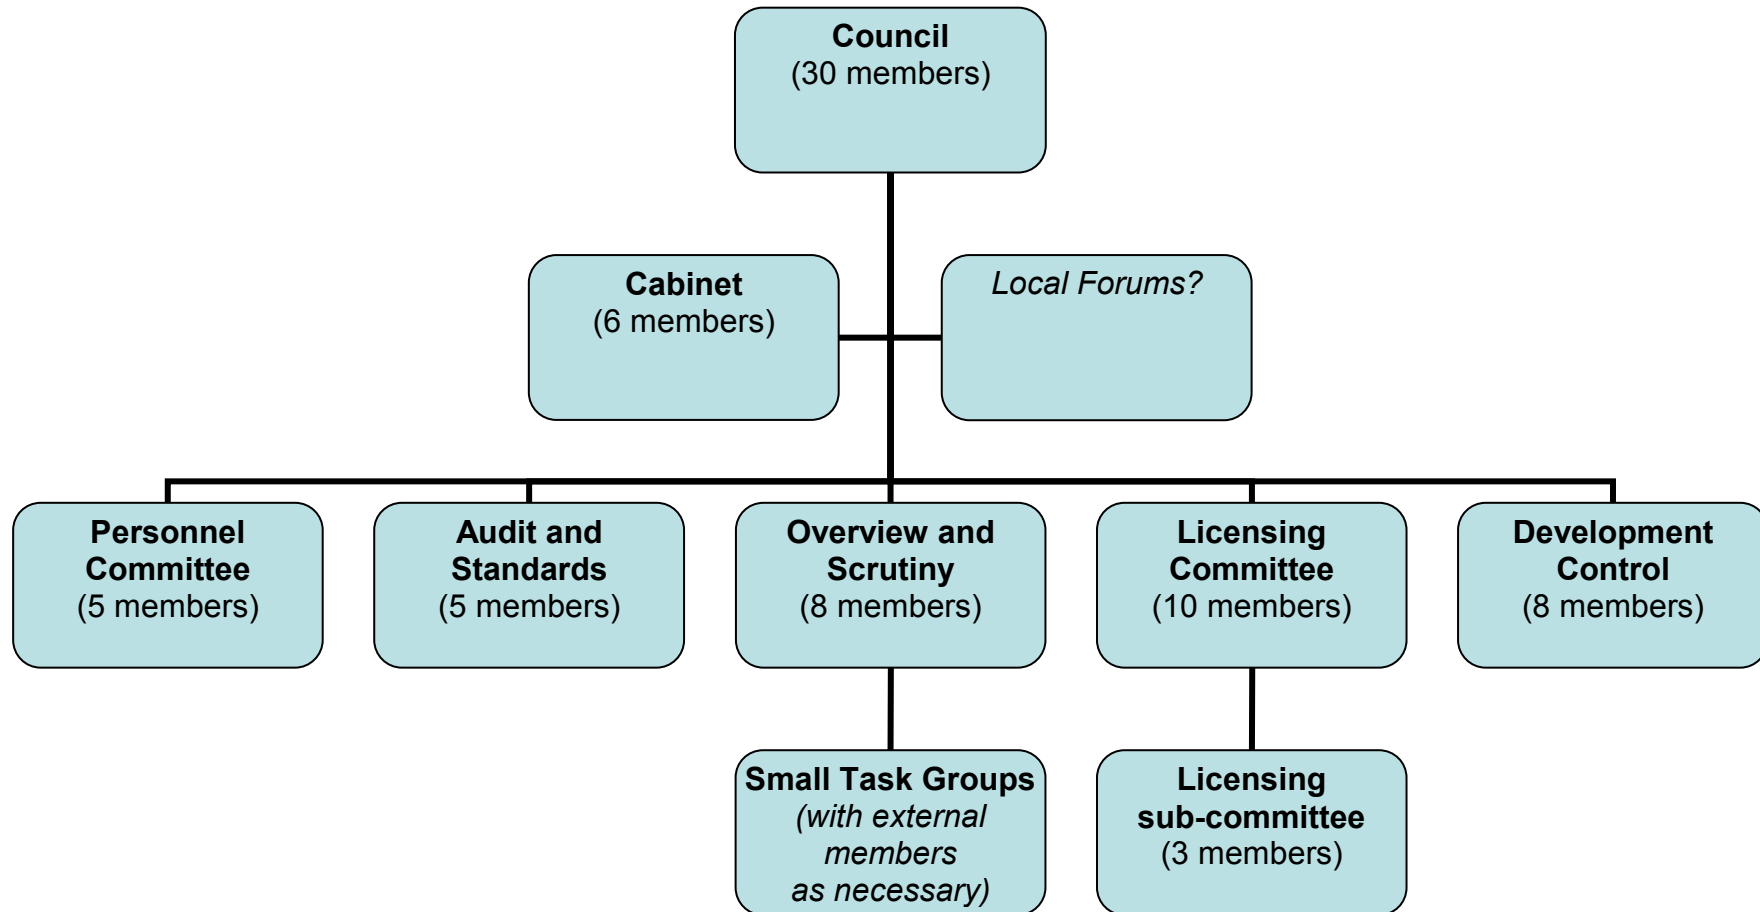 Council
(30 members)
Cabinet
(6 members)
Local Forums?
Personnel
Committee
(5 members)
Audit and
Standards
(5 members)
Overview and
Scrutiny
(8 members)
Licensing
Committee
(10 members)
Development
Control
(8 members)
Small Task Groups
(with external
members
as necessary)
Licensing
sub-committee
(3 members)